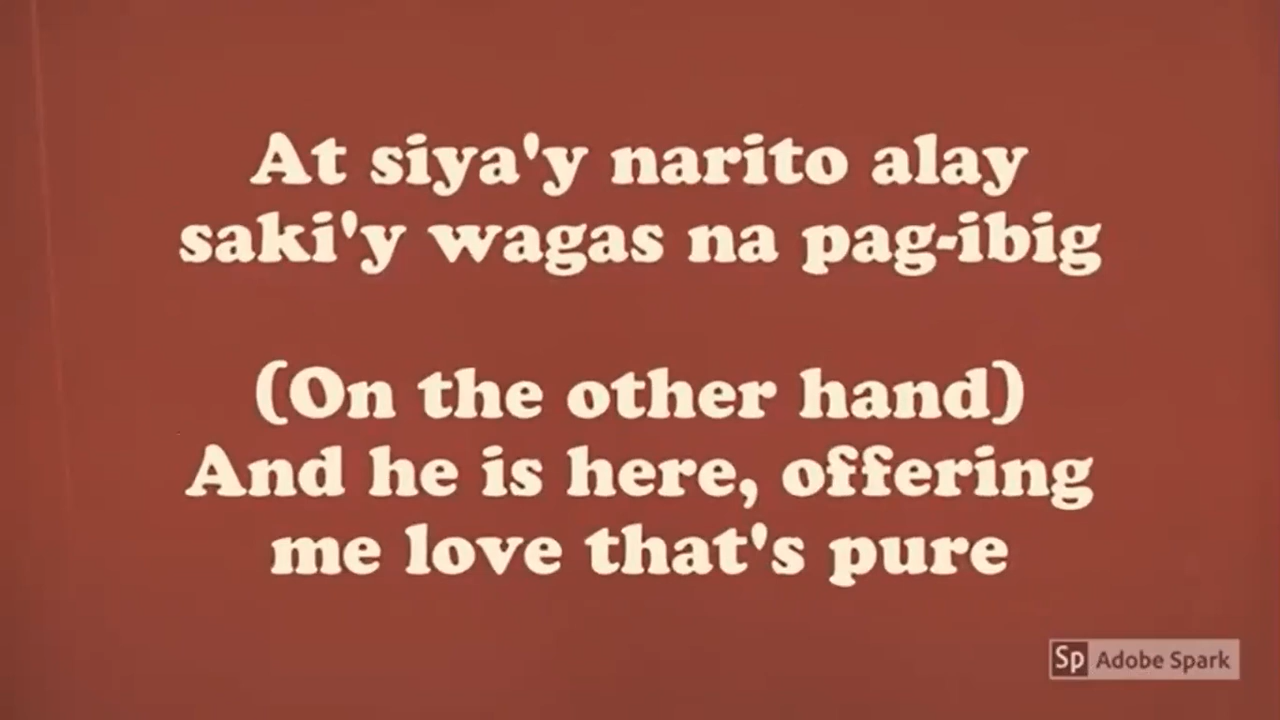 At siya'y narito alay
saki'y wagas na pag-ibig
(On the other hand)
And he is here, offering
me love that's pure
Sp Adobe Spark